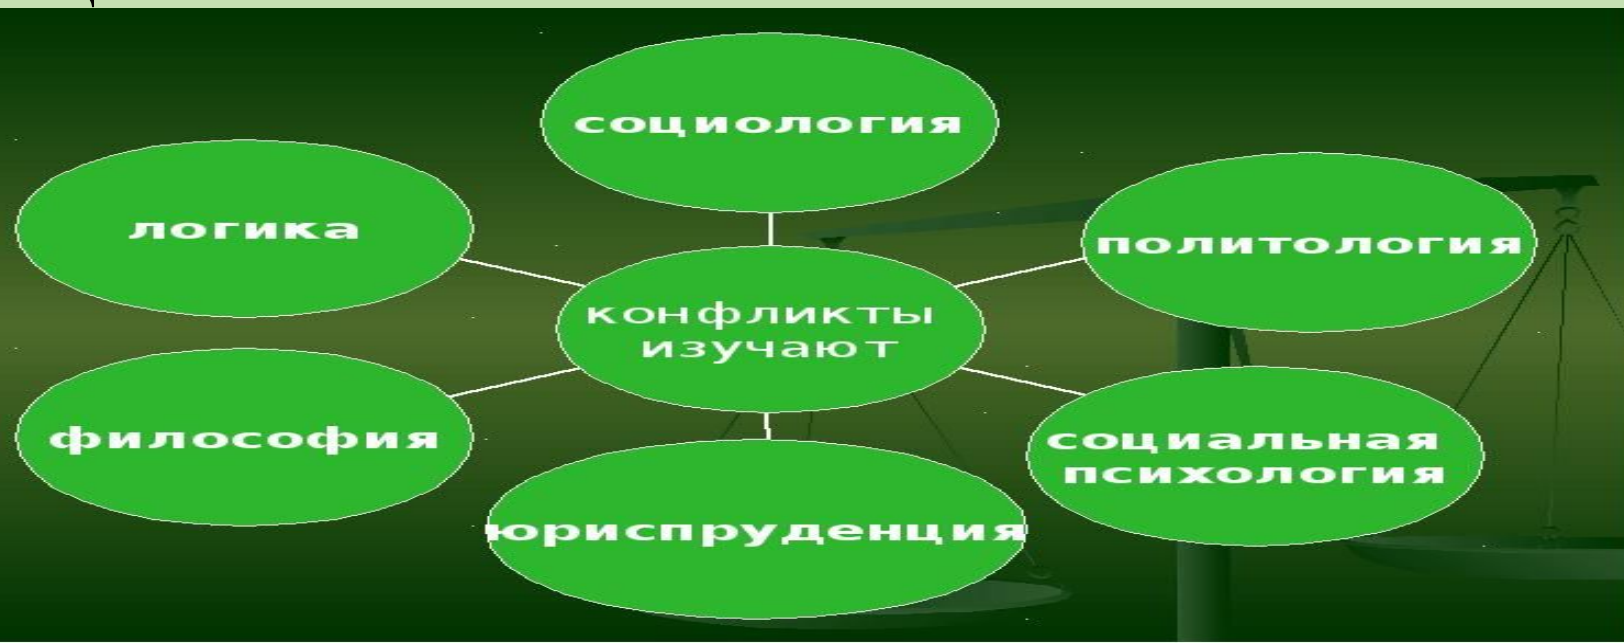 социология
логика
политология
конфликты
изучают
философия
социальная
психология
юриспруденция